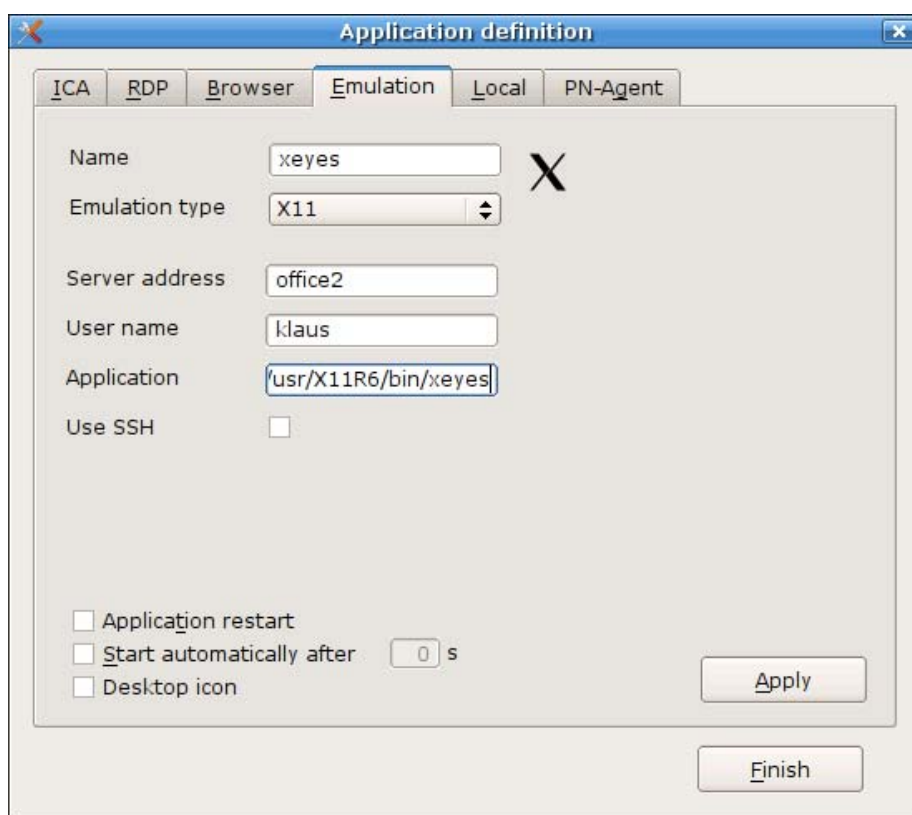 Application definition
ICA RDP Browser Emulation Local PN-Agent
Name xeyes
Emulation type X11
Server address office2
User name klaus
Application /usr/X11R6/bin/xeyes
Use SSH
Application restart
Start automatically after 0 s
Desktop icon
Apply
Finish